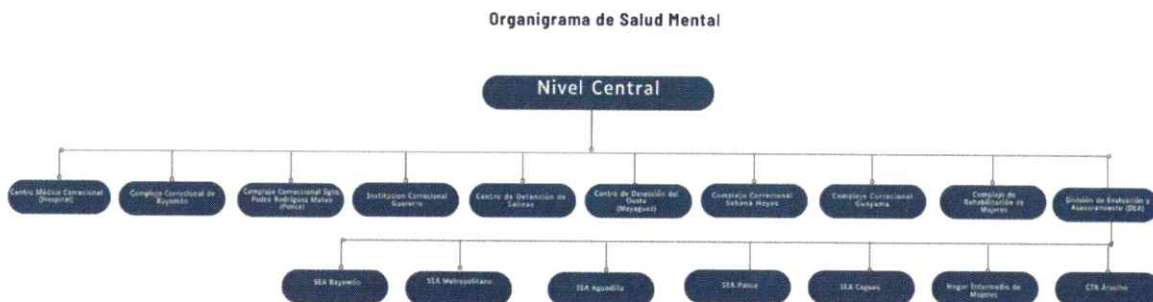 Organigrama de Salud Mental
Nivel Central
Centro Médico Correccional
(Hospital)
Complejo Correccional de
Bayamón
Complejo Correccional Sgto.
Pedro Rodríguez Mateo
(Ponce)
Institucion Correccional
Guerrero
Centro de Detención de
Salinas
Centro de Detención del
Oeste
(Mayaguez)
Complejo Correccional
Sabana Hoyos
Complejo Correccional
Guayama
Complejo de
Rehabilitación de
Mujeres
División de Evaluación y
Asesoramiento (DEA)
SEA Bayamón
SEA Metropolitano
SEA Aguadilla
SEA Ponce
SEA Caguas
Hogar Intermedio de
Mujeres
CTR Arecibo